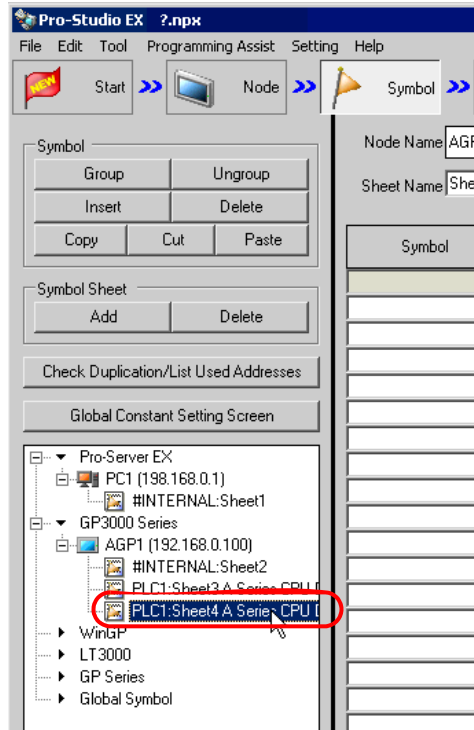 Pro-Studio EX ?.npx
File Edit Tool Programming Assist Setting Help
NEW Start Node Symbol
Symbol
Group Ungroup
Insert Delete
Copy Cut Paste
Symbol Sheet
Add Delete
Check Duplication/List Used Addresses
Global Constant Setting Screen
Pro-Server EX
PC1 (198.168.0.1)
#INTERNAL:Sheet1
GP3000 Series
AGP1 (192.168.0.100)
#INTERNAL:Sheet2
PLC1:Sheet3 A Series CPU
PLC1:Sheet4 A Series CPU
WinGP
LT3000
GP Series
Global Symbol
Node Name AGP
Sheet Name She
Symbol